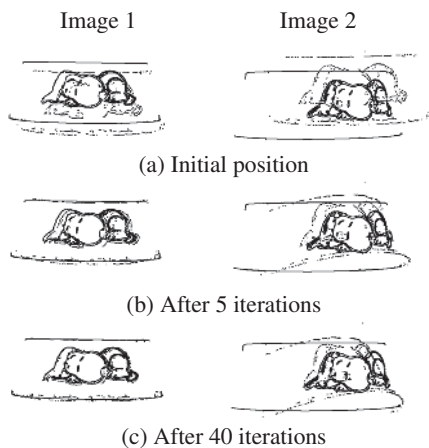 Image 1 Image 2
(a) Initial position
(b) After 5 iterations
(c) After 40 iterations